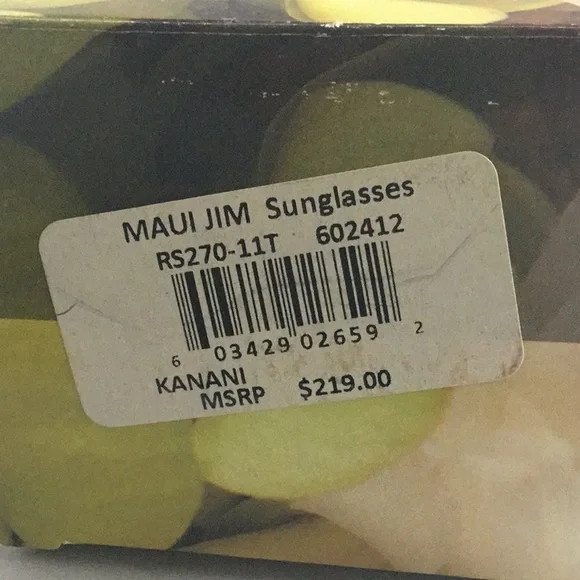 MAUI JIM Sunglasses
RS270-11T 602412
6 03429 02659 2
KANANI
MSRP $219.00